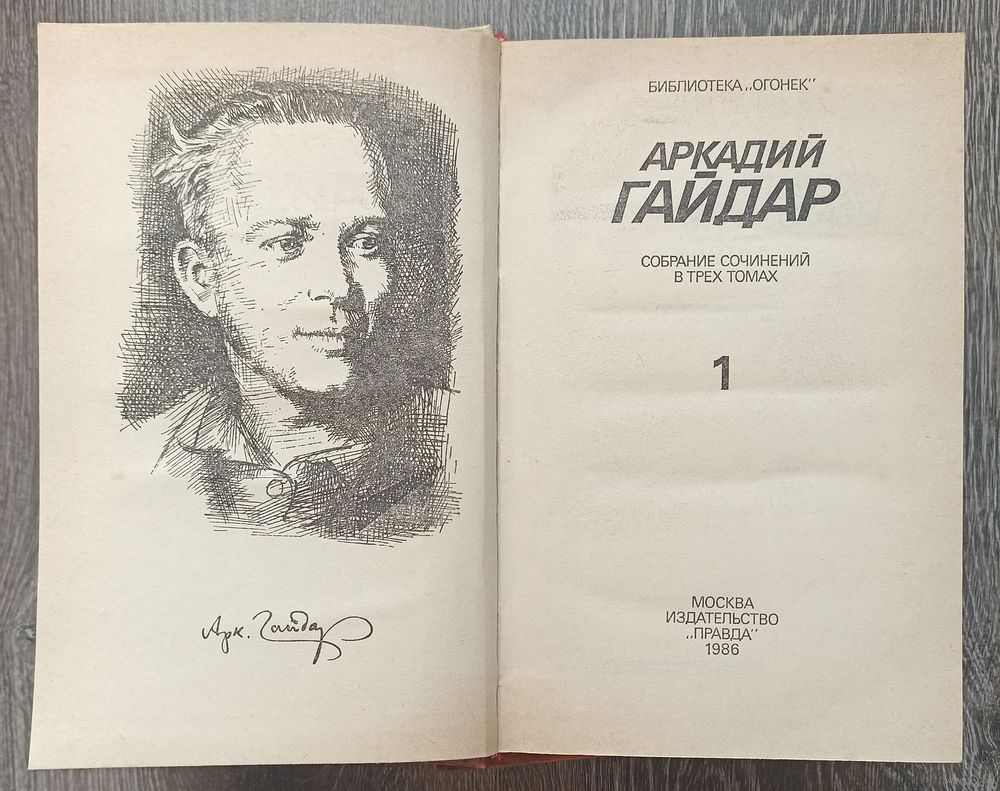 Арк. Гайдар
БИБЛИОТЕКА „ОГОНЕК"
АРКАДИЙ
ГАЙДАР
СОБРАНИЕ СОЧИНЕНИЙ
В ТРЕХ ТОМАХ
1
МОСКВА
ИЗДАТЕЛЬСТВО
„ПРАВДА"
1986